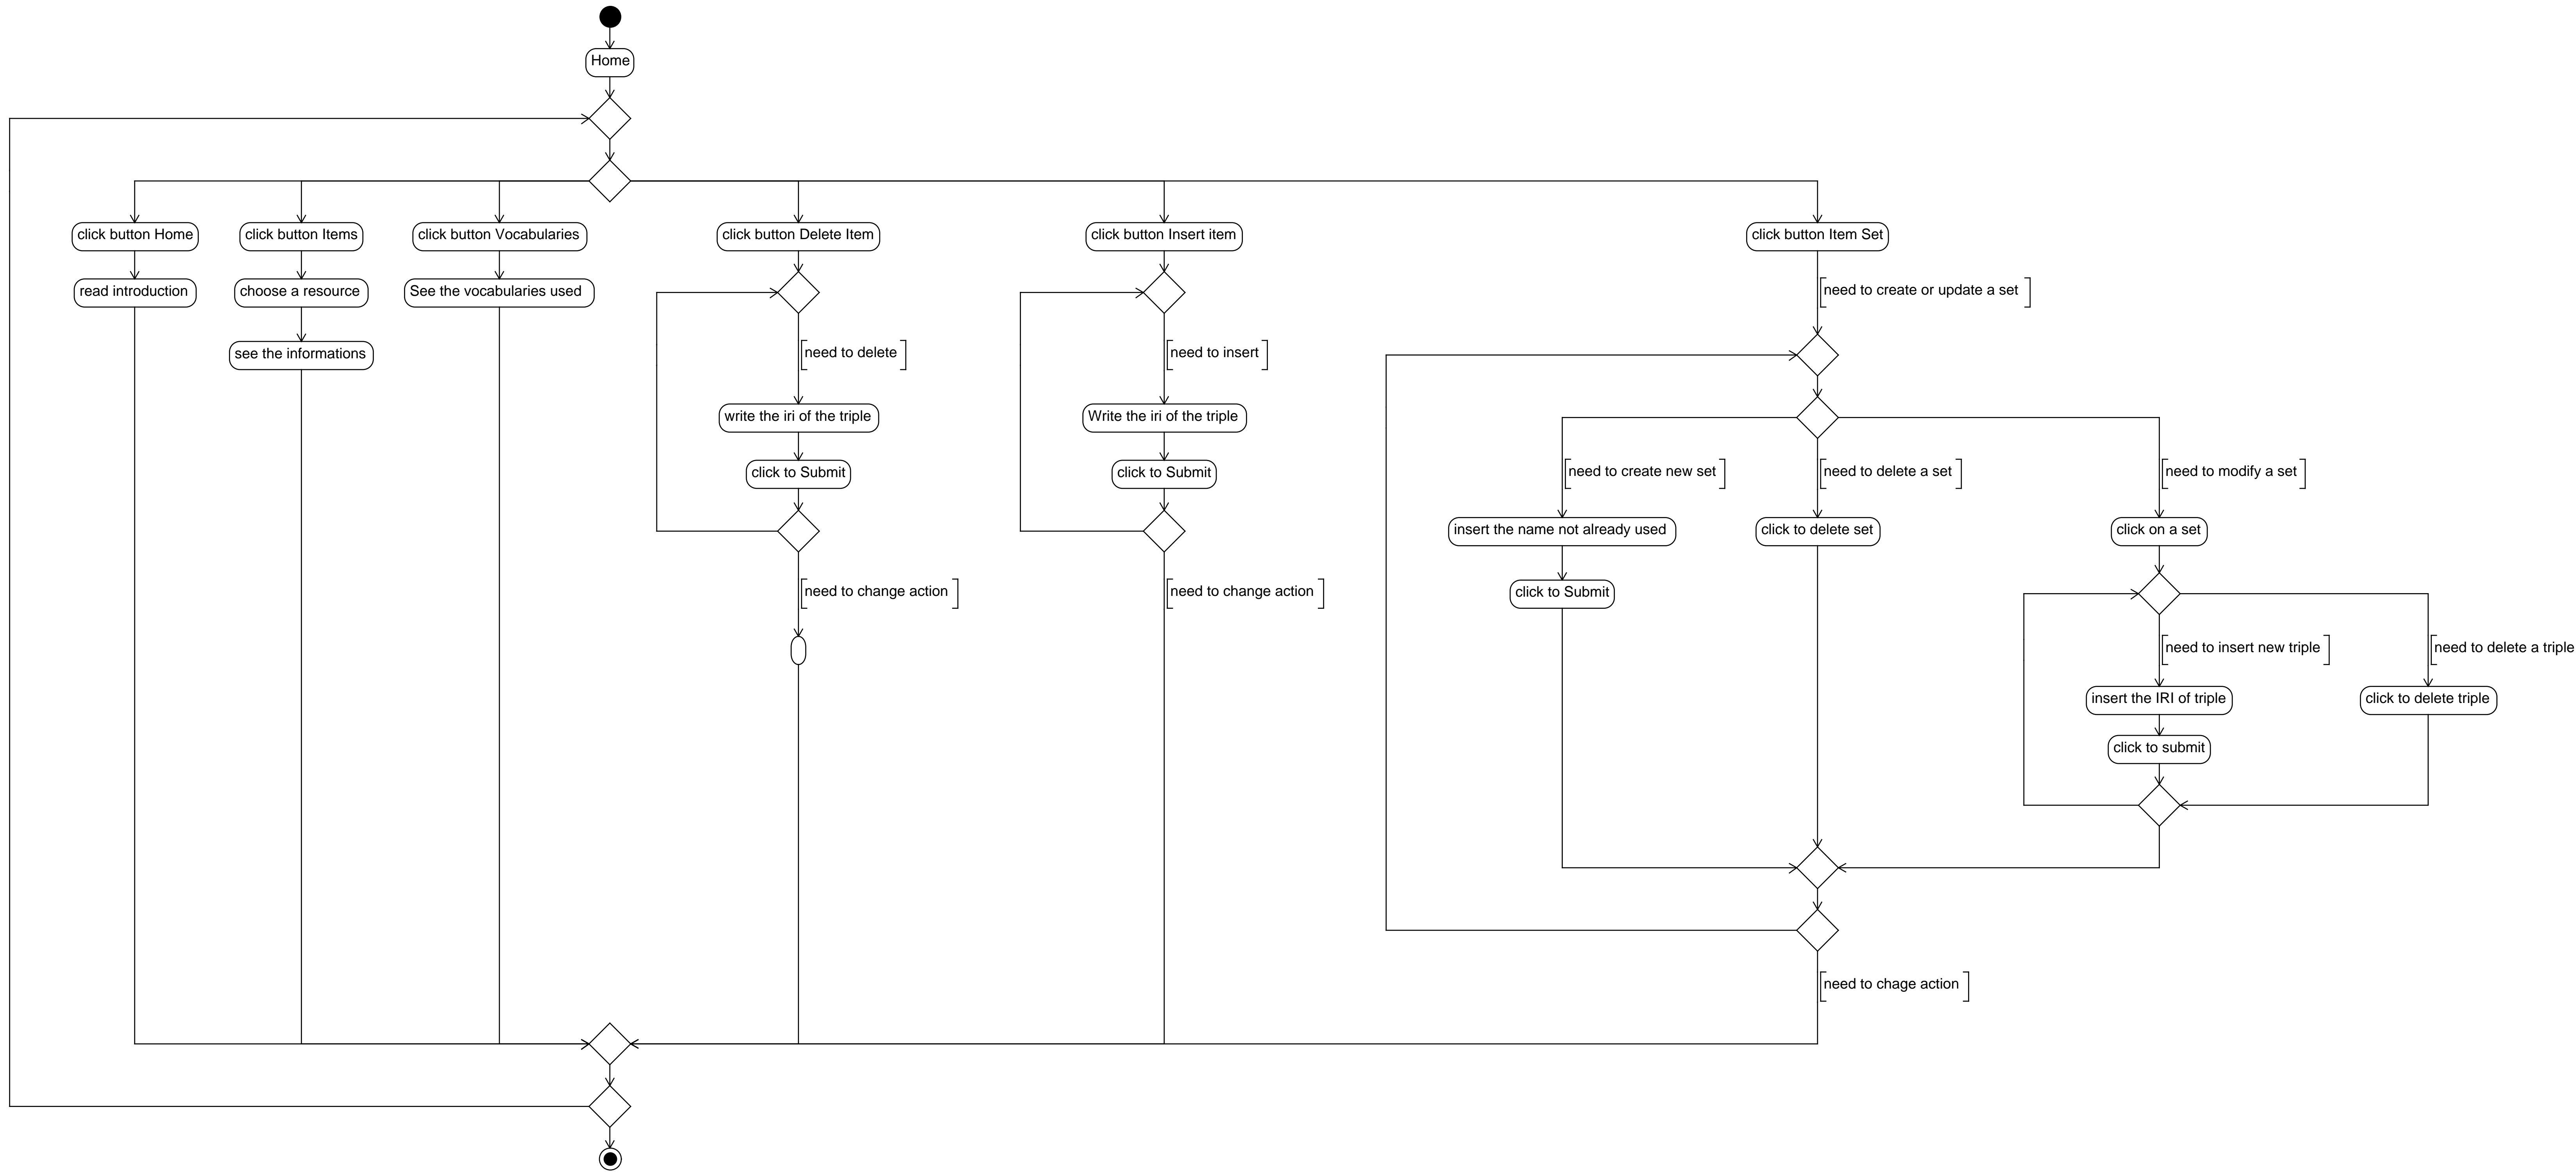 Home
click button Home
click button Items
click button Vocabularies
click button Delete Item
click button Insert item
click button Item Set
read introduction
choose a resource
See the vocabularies used
need to create or update a set
see the informations
need to delete
need to insert
write the iri of the triple
Write the iri of the triple
click to Submit
click to Submit
need to create new set
need to delete a set
need to modify a set
insert the name not already used
click to delete set
click on a set
need to change action
need to change action
click to Submit
need to insert new triple
need to delete a triple
insert the IRI of triple
click to delete triple
click to submit
need to chage action